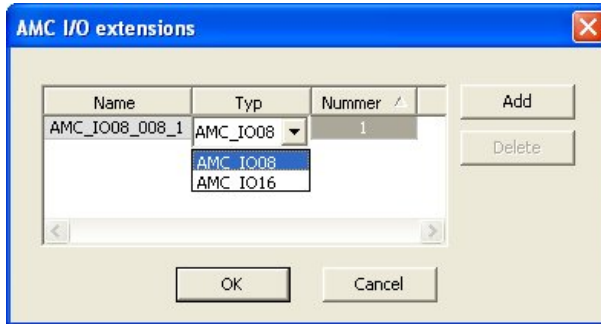 AMC I/O extensions
Name Typ Nummer Add
AMC_IO08_008_1 AMC_IO08 1
Delete
AMC_IO08
AMC_IO16
OK Cancel